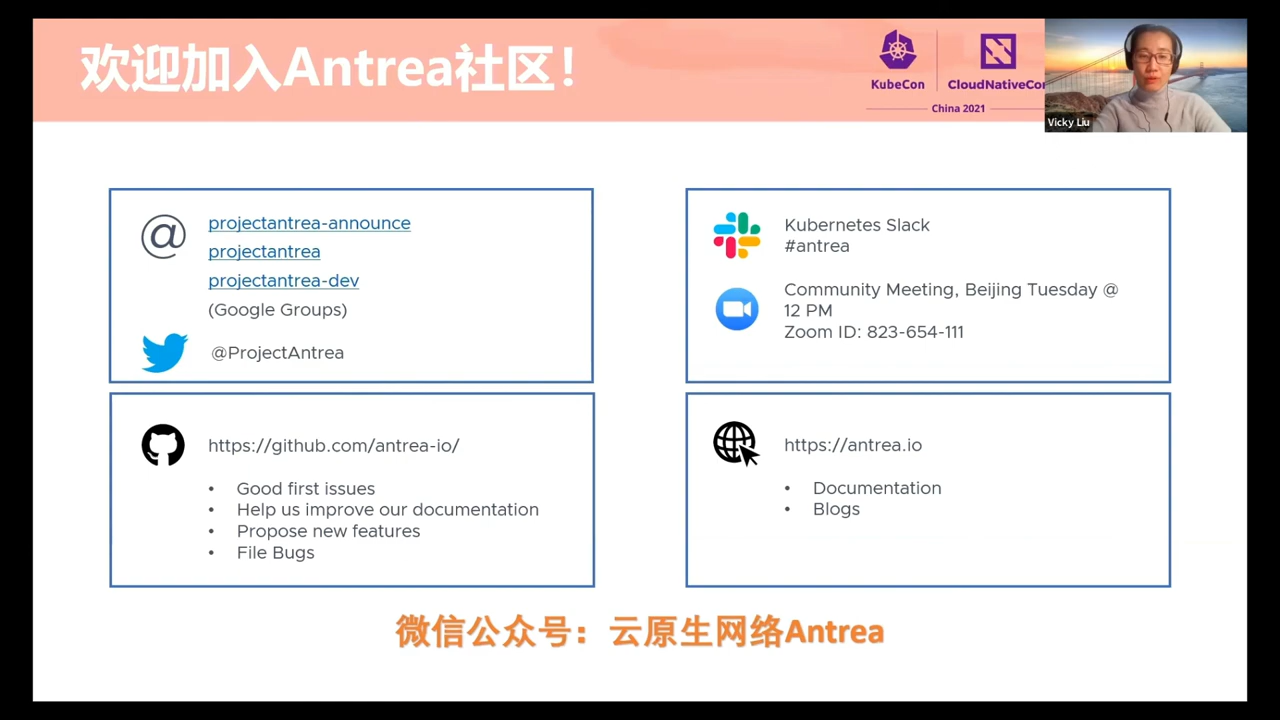 欢迎加入Antrea社区！
KubeCon
CloudNativeCon
China 2021
Vicky Liu
projectantrea-announce
projectantrea
projectantrea-dev
(Google Groups)
@ProjectAntrea
Kubernetes Slack
#antrea
Community Meeting, Beijing Tuesday @
12 PM
Zoom ID: 823-654-111
https://github.com/antrea-io/
• Good first issues
• Help us improve our documentation
• Propose new features
• File Bugs
https://antrea.io
• Documentation
• Blogs
微信公众号：云原生网络Antrea